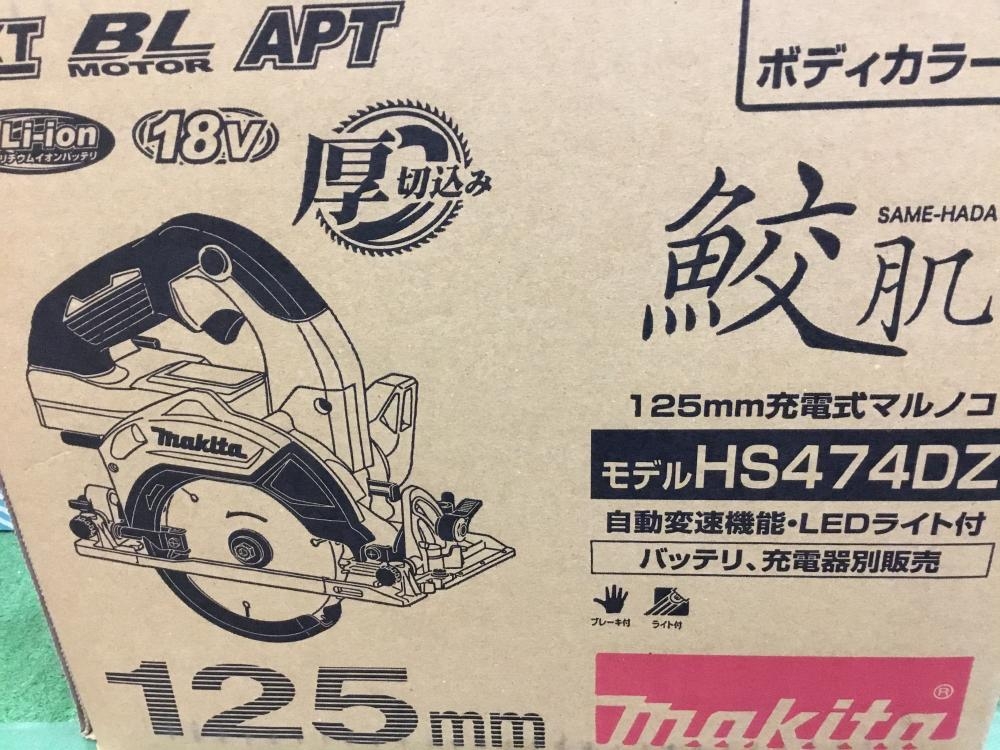 BL MOTOR APT
ボディカラー
Li-ion
リチウムイオンバッテリ
18V
厚切込み
鮫肌
SAME-HADA
125mm充電式マルノコ
モデルHS474DZ
自動変速機能・LEDライト付
バッテリ、充電器別販売
ブレーキ付 ライト付
makita
125mm
makita®